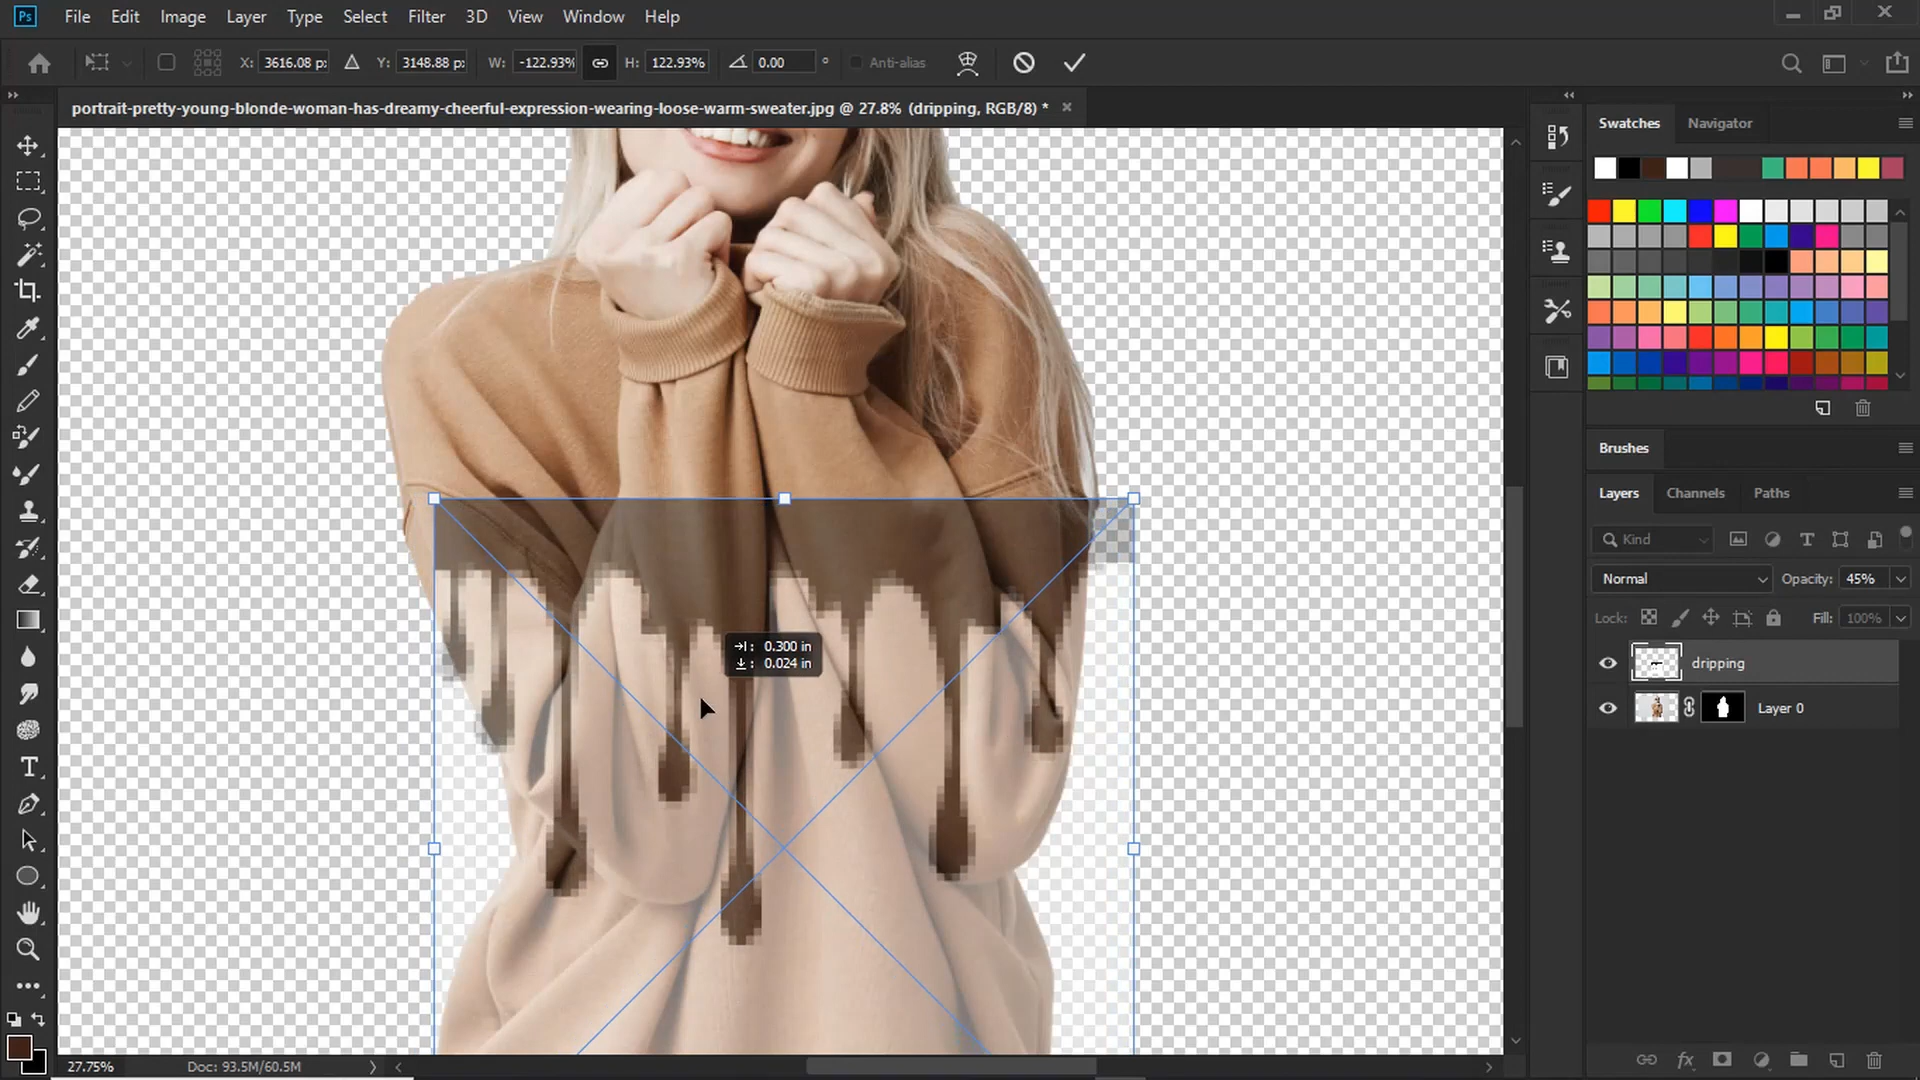 Ps File Edit Image Layer Type Select Filter 3D View Window Help
X: 3616.08 p: Y: 3148.88 p: W: -122.93% H: 122.93% 0.00 ° Anti-alias
portrait-pretty-young-blonde-woman-has-dreamy-cheerful-expression-wearing-loose-warm-sweater.jpg @ 27.8% (dripping, RGB/8) * ×
Swatches Navigator
Brushes
Layers Channels Paths
Kind
Normal Opacity: 45%
Lock: Fill: 100%
dripping
Layer 0
: 0.300 in
: 0.024 in
27.75% Doc: 93.5M/60.5M
fx